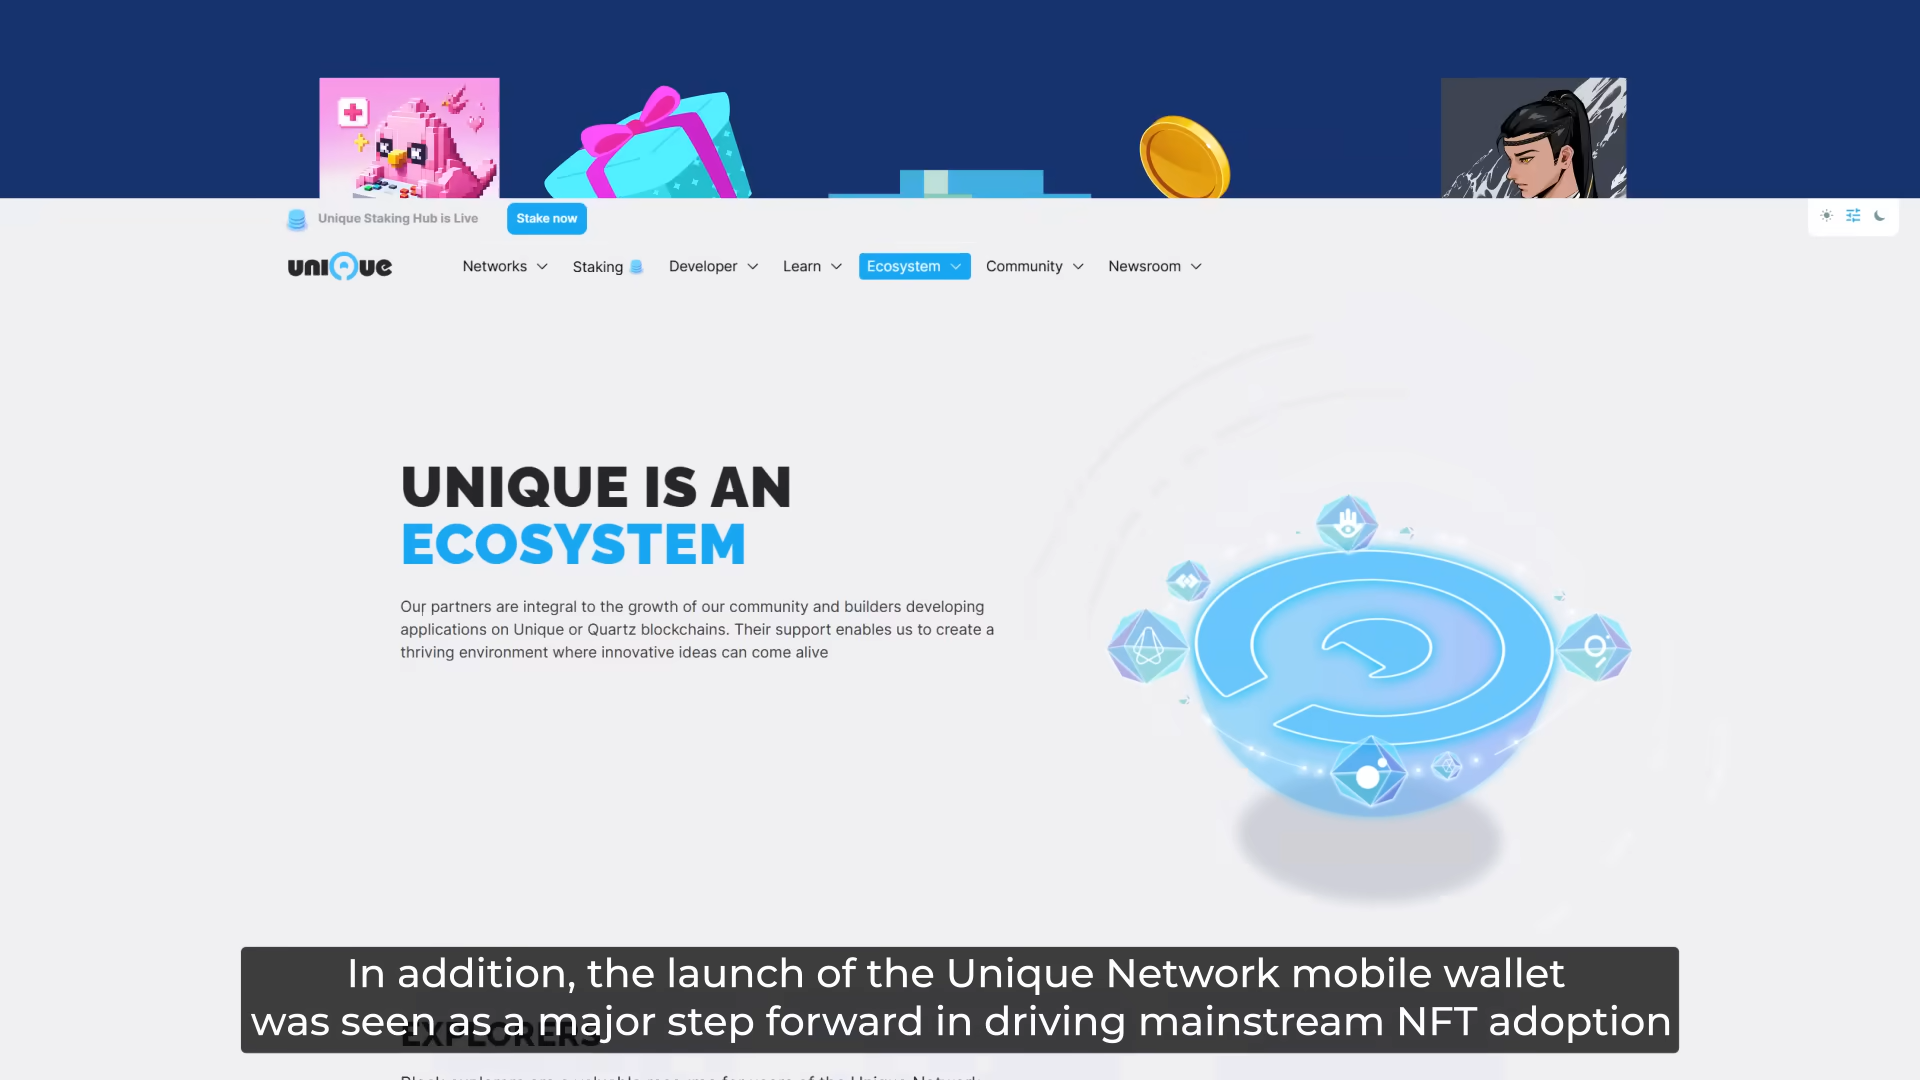 Unique Staking Hub is Live
Stake now
UNIQUE
Networks
Staking
Developer
Learn
Ecosystem
Community
Newsroom
UNIQUE IS AN
ECOSYSTEM
Our partners are integral to the growth of our community and builders developing
applications on Unique or Quartz blockchains. Their support enables us to create a
thriving environment where innovative ideas can come alive
In addition, the launch of the Unique Network mobile wallet
was seen as a major step forward in driving mainstream NFT adoption
EXPLORERS